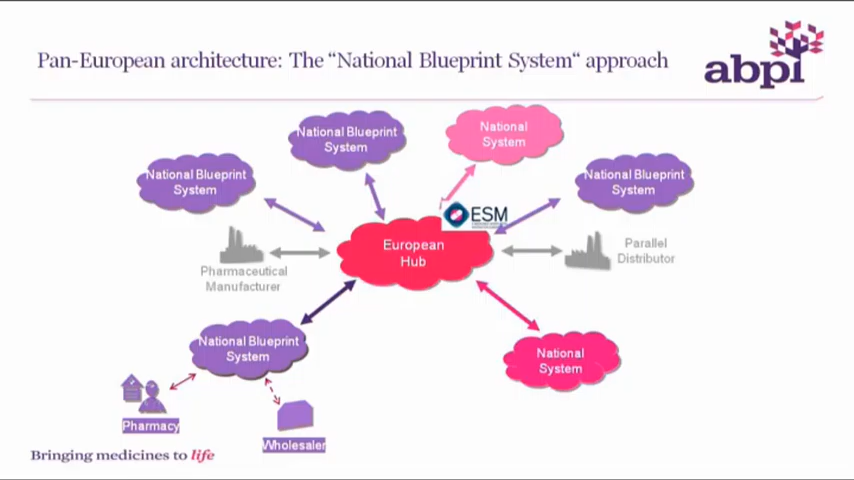 Pan-European architecture: The “National Blueprint System“ approach
abpi
National Blueprint
System
National
System
National Blueprint
System
National Blueprint
System
ESM
European
Hub
Pharmaceutical
Manufacturer
Parallel
Distributor
National Blueprint
System
National
System
Pharmacy
Wholesaler
Bringing medicines to life